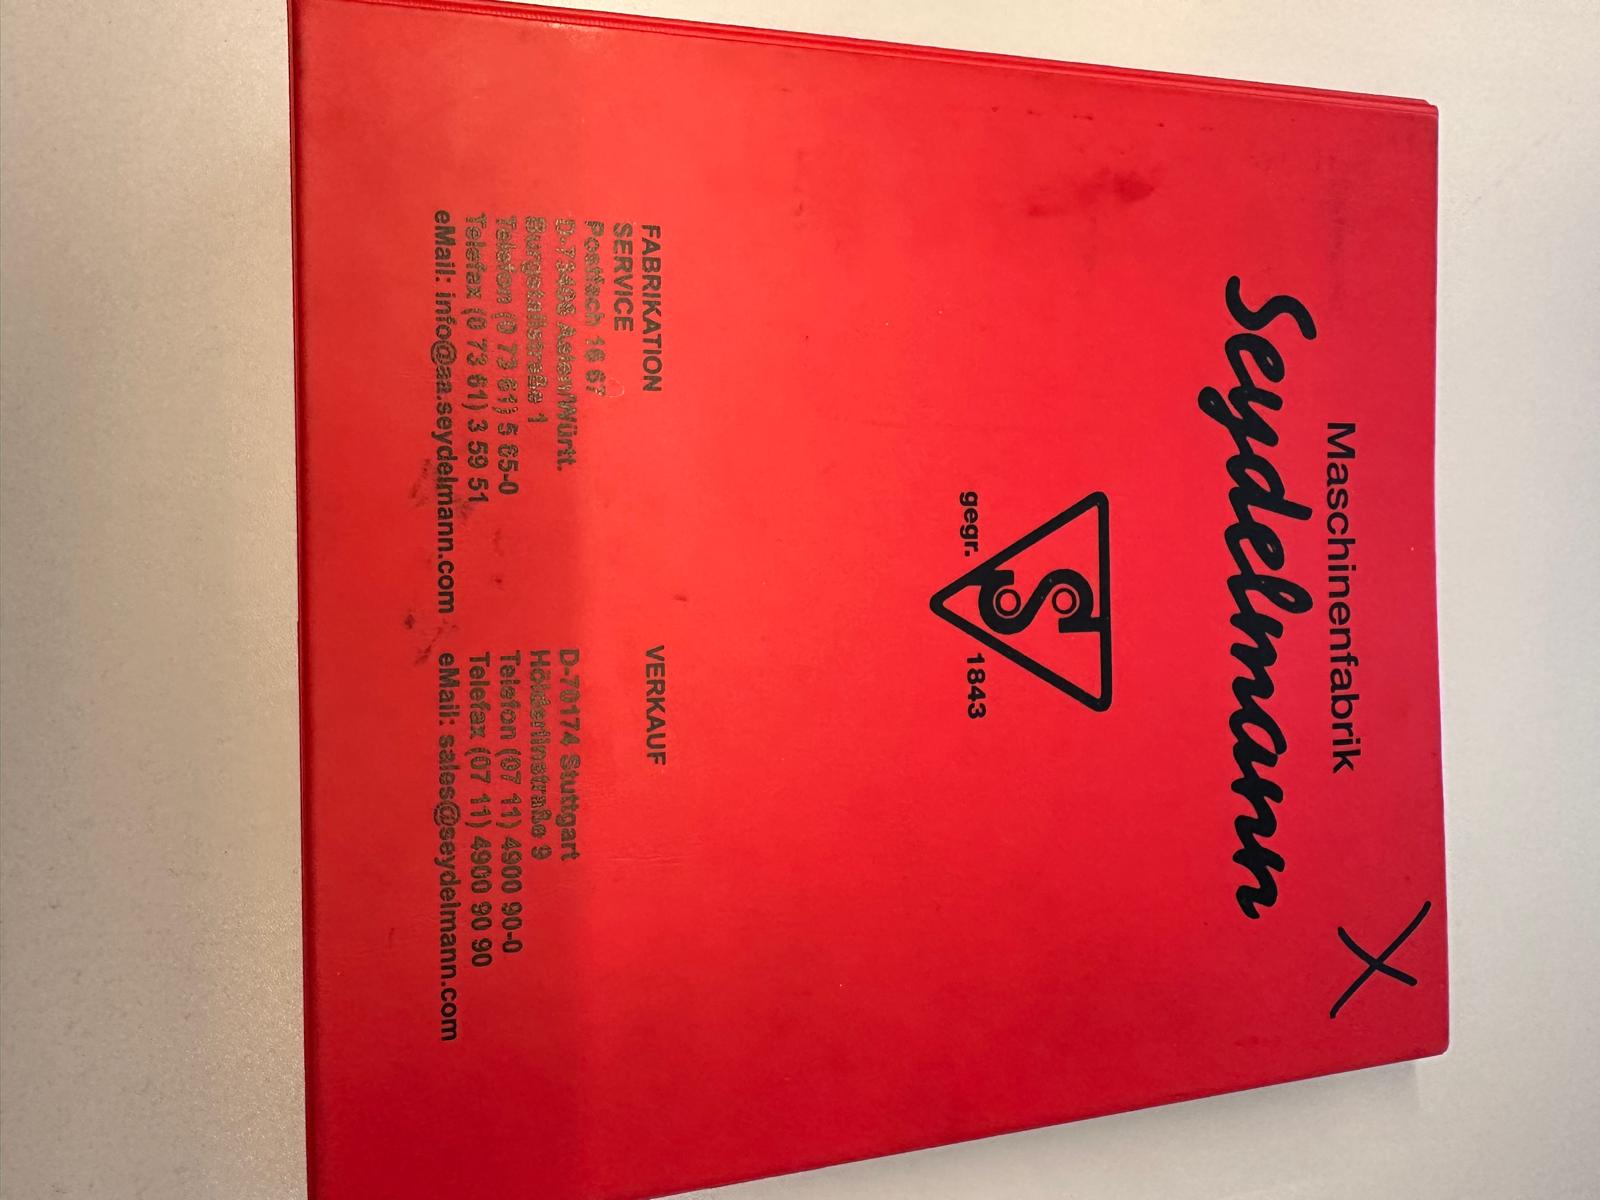 Maschinenfabrik
Seydelmann
gegr. 1843
FABRIKATION
SERVICE
Postfach 16 67
D-73406 Aalen/Württ.
Burgstallstraße 1
Telefon (0 73 61) 5 65-0
Telefax (0 73 61) 3 59 51
eMail: info@aa.seydelmann.com
VERKAUF
D-70174 Stuttgart
Hölderlinstraße 9
Telefon (07 11) 4900 90-0
Telefax (07 11) 4900 90 90
eMail: sales@seydelmann.com
X